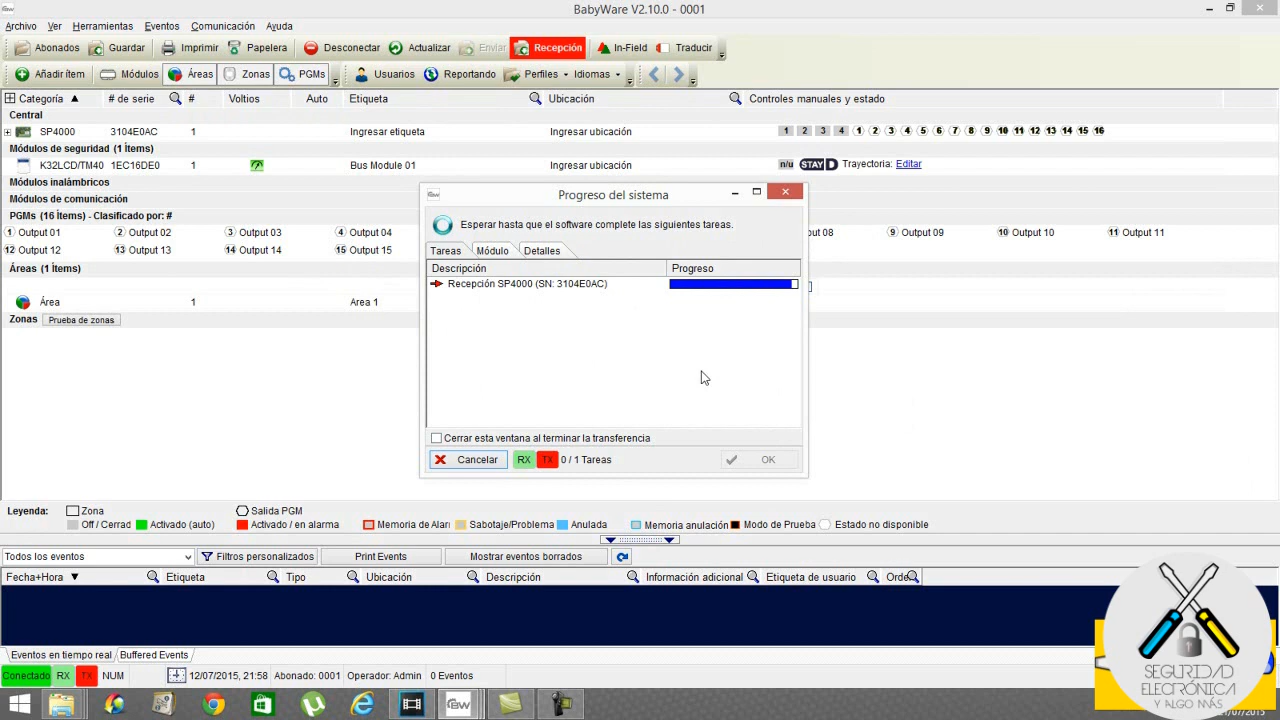 BabyWare V2.10.0 - 0001
Archivo Ver Herramientas Eventos Comunicación Ayuda
Abonados Guardar Imprimir Papelera Desconectar Actualizar Enviar Recepción In-Field Traducir
Añadir ítem Módulos Áreas Zonas PGMs Usuarios Reportando Perfiles Idiomas
Categoría # de serie # Voltios Auto Etiqueta Ubicación Controles manuales y estado
Central
SP4000 3104E0AC 1 Ingresar etiqueta Ingresar ubicación 1 2 3 4 1 2 3 4 5 6 7 8 9 10 11 12 13 14 15 16
Módulos de seguridad (1 Ítems)
K32LCD/TM40 1EC16DE0 1 Bus Module 01 Ingresar ubicación n/u STAY D Trayectoria: Editar
Módulos inalámbricos
Módulos de comunicación
PGMs (16 Ítems) - Clasificado por: #
1 Output 01 2 Output 02 3 Output 03 4 Output 04 out 08 9 Output 09 10 Output 10 11 Output 11
12 Output 12 13 Output 13 14 Output 14 15 Output 15
Áreas (1 Ítems)
Área 1 Area 1
Zonas Prueba de zonas
Progreso del sistema
Esperar hasta que el software complete las siguientes tareas.
Tareas Módulo Detalles
Descripción Progreso
Recepción SP4000 (SN: 3104E0AC)
Cerrar esta ventana al terminar la transferencia
Cancelar RX TX 0 / 1 Tareas OK
Leyenda: Zona Salida PGM
Off / Cerrad Activado (auto) Activado / en alarma Memoria de Alar Sabotaje/Problema Anulada Memoria anulación Modo de Prueba Estado no disponible
Todos los eventos Filtros personalizados Print Events Mostrar eventos borrados
Fecha+Hora Etiqueta Tipo Ubicación Descripción Información adicional Etiqueta de usuario Orde
Eventos en tiempo real Buffered Events
Conectado RX TX NUM 12/07/2015, 21:58 Abonado: 0001 Operador: Admin 0 Eventos
SEGURIDAD
ELECTRÓNICA
Y ALGO MÁS